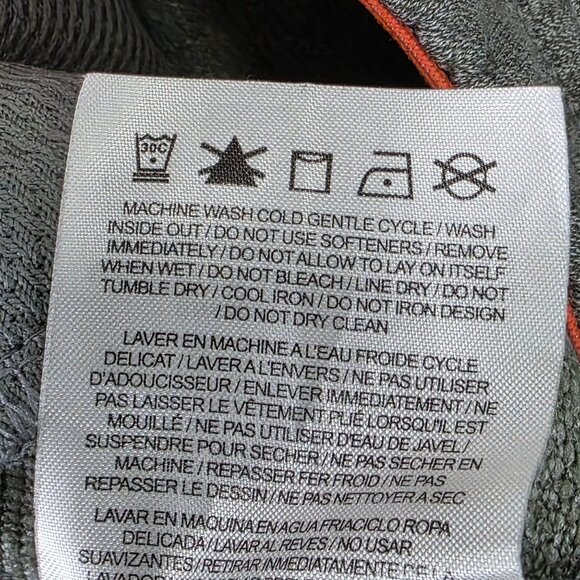 30C
MACHINE WASH COLD GENTLE CYCLE / WASH
INSIDE OUT / DO NOT USE SOFTENERS / REMOVE
IMMEDIATELY / DO NOT ALLOW TO LAY ON ITSELF
WHEN WET / DO NOT BLEACH / LINE DRY / DO NOT
TUMBLE DRY / COOL IRON / DO NOT IRON DESIGN
/ DO NOT DRY CLEAN
LAVER EN MACHINE A L'EAU FROIDE CYCLE
DELICAT / LAVER A L'ENVERS / NE PAS UTILISER
D'ADOUCISSEUR / ENLEVER IMMEDIATEMENT / NE
PAS LAISSER LE VÊTEMENT PLIÉ LORSQU'IL EST
MOUILLÉ / NE PAS UTILISER D'EAU DE JAVEL /
SUSPENDRE POUR SECHER / NE PAS SECHER EN
MACHINE / REPASSER FER FROID / NE PAS
REPASSER LE DESSIN / NE PAS NETTOYER A SEC
LAVAR EN MAQUINA EN AGUA FRIA CICLO ROPA
DELICADA / LAVAR AL REVES / NO USAR
SUAVIZANTES / RETIRAR INMEDIATAMENTE DE LA